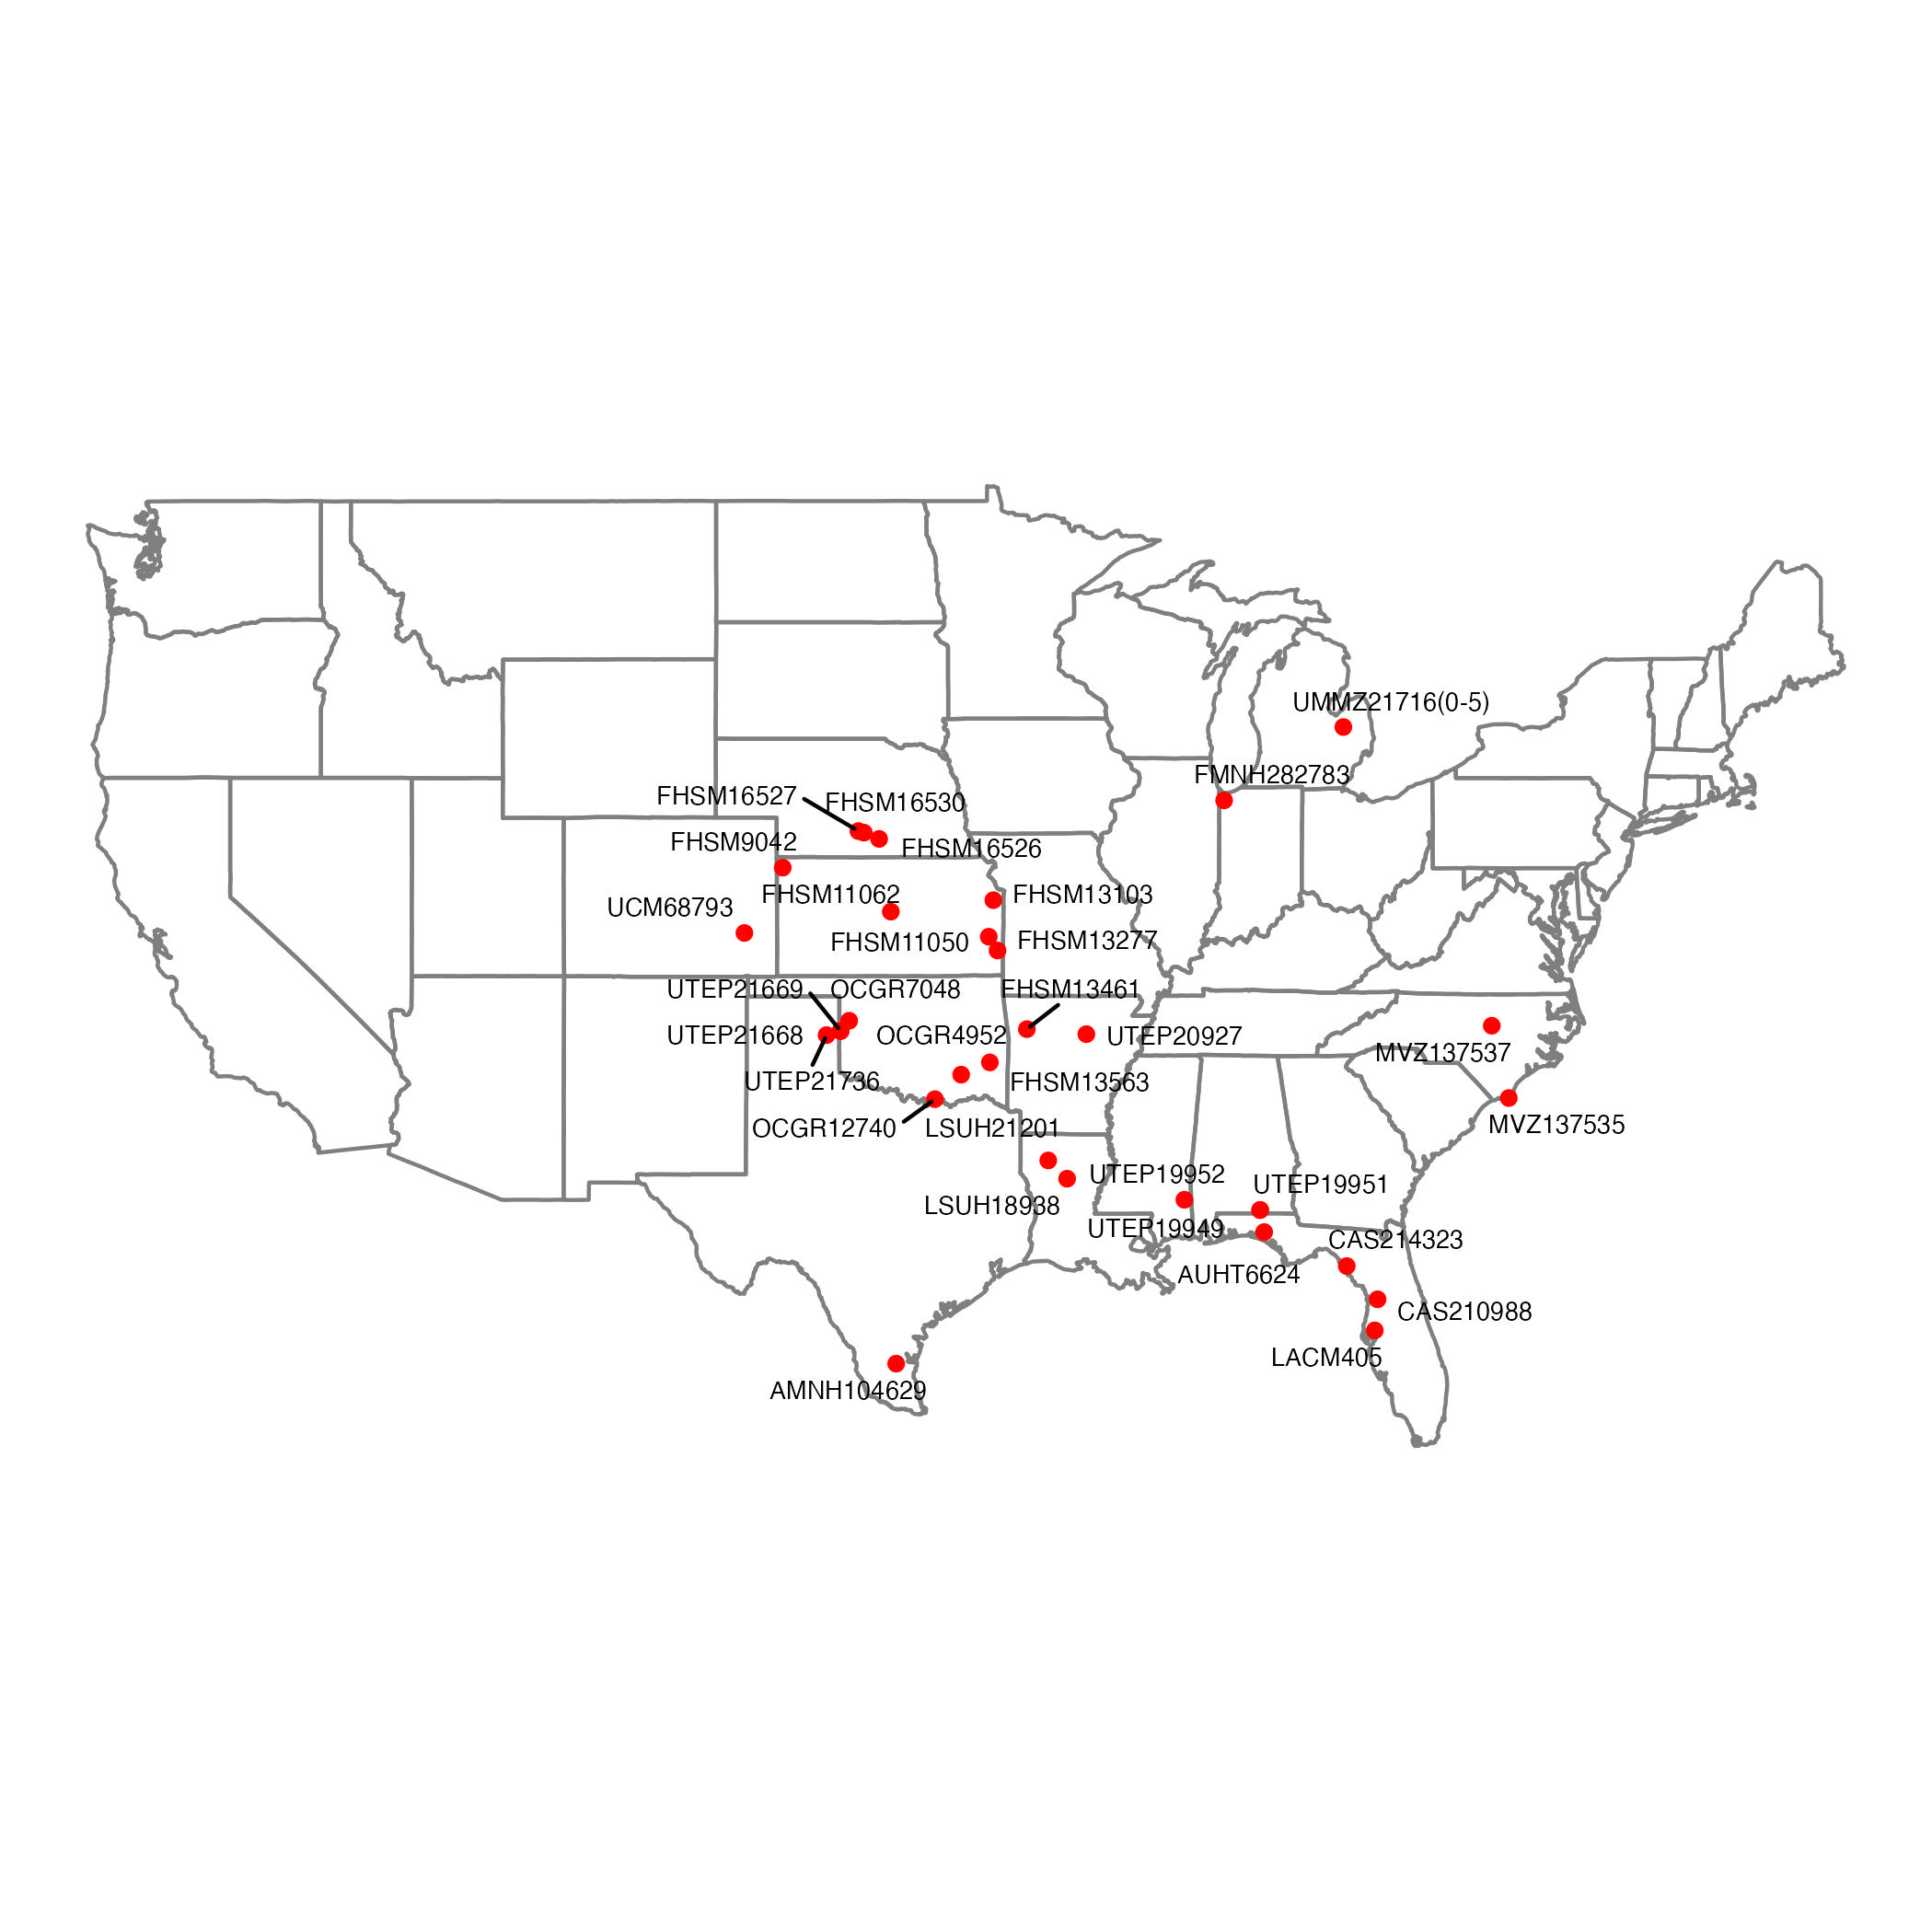 UMMZ21716(0-5)
FMNH282783
FHSM16527
FHSM16530
FHSM9042
FHSM16526
FHSM11062
FHSM13103
UCM68793
FHSM11050
FHSM13277
UTEP21669
OCGR7048
FHSM13461
UTEP21668
OCGR4952
UTEP20927
MVZ137537
UTEP21736
FHSM13563
OCGR12740
LSUH21201
MVZ137535
UTEP19952
UTEP19951
LSUH18938
UTEP19949
CAS214323
AUHT6624
CAS210988
LACM405
AMNH104629